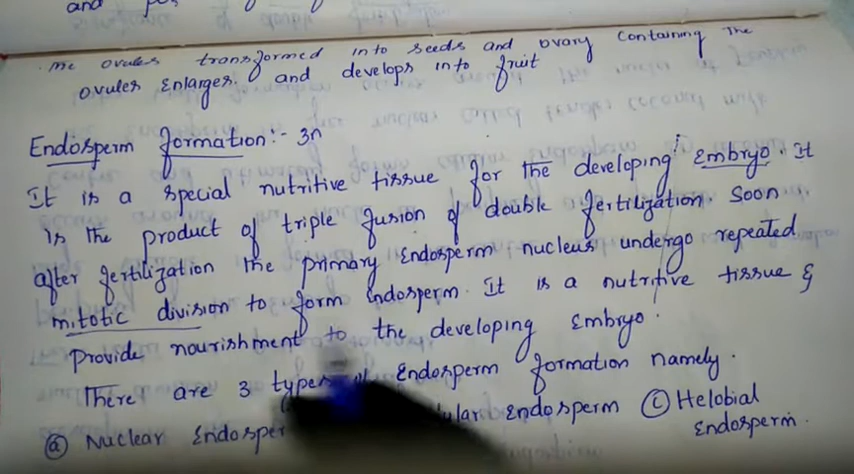 and
The ovules transformed into seeds and ovary containing the
ovules Enlarges. and develops into fruit
Endosperm formation:- 3n
It is a special nutritive tissue for the developing Embryo. It
is the product of triple fusion of double fertilization. Soon
after fertilization the primary Endosperm nucleus undergo repeated
mitotic division to form Endosperm. It is a nutritive tissue &
Provide nourishment to the developing Embryo.
There are 3 types Endosperm formation namely.
(a) Nuclear Endosper Endosperm (C) Helobial
Endosperm.